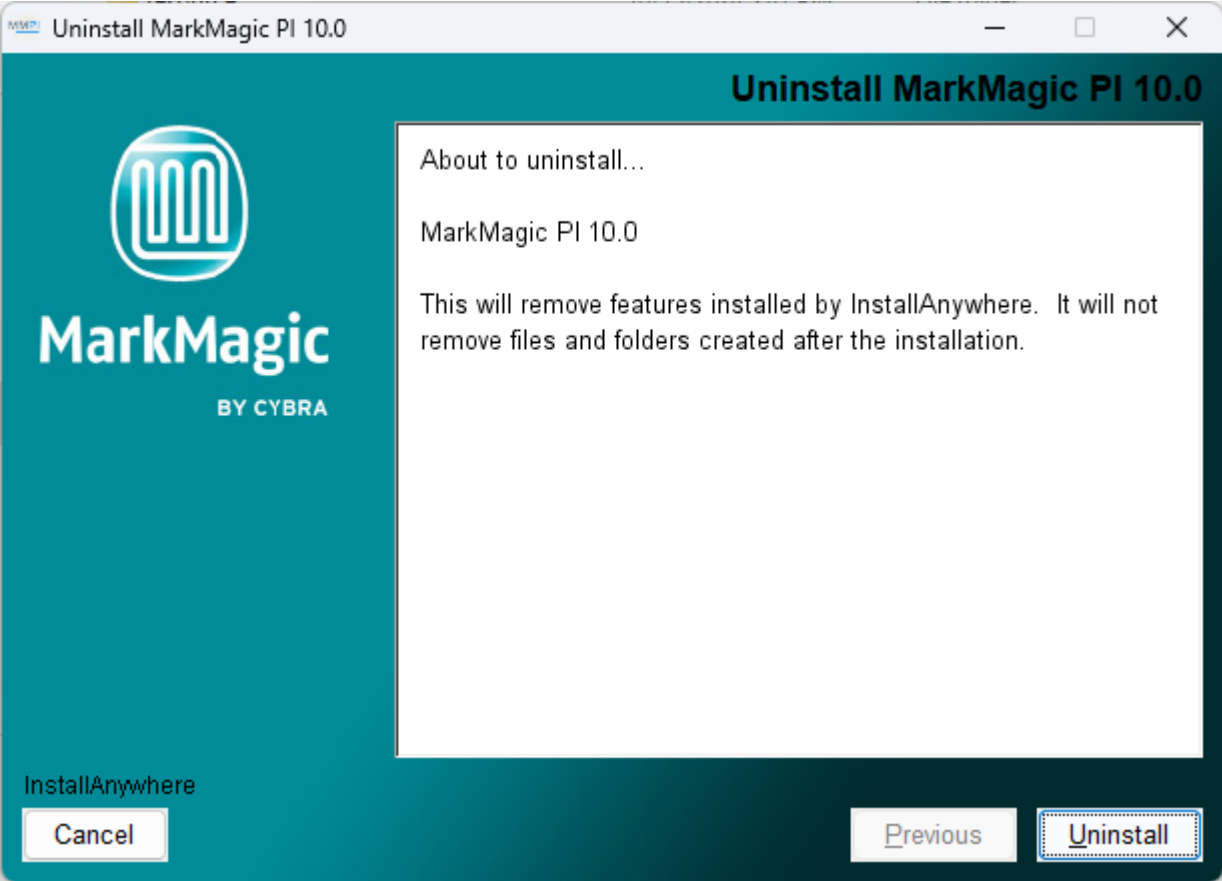 MMPI Uninstall MarkMagic PI 10.0
Uninstall MarkMagic PI 10.0
MarkMagic
BY CYBRA
About to uninstall...
MarkMagic PI 10.0
This will remove features installed by InstallAnywhere.  It will not
remove files and folders created after the installation.
InstallAnywhere
Cancel
Previous
Uninstall